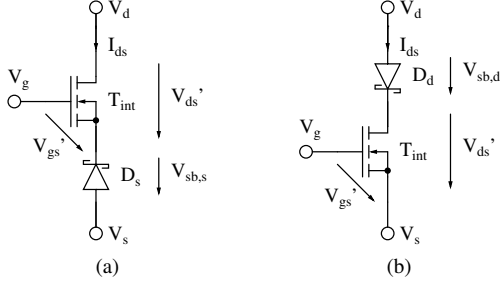 V_d
I_ds
V_g
T_int
V_ds'
V_gs'
D_s
V_sb,s
V_s
(a)
V_d
I_ds
D_d
V_sb,d
V_g
T_int
V_ds'
V_gs'
V_s
(b)